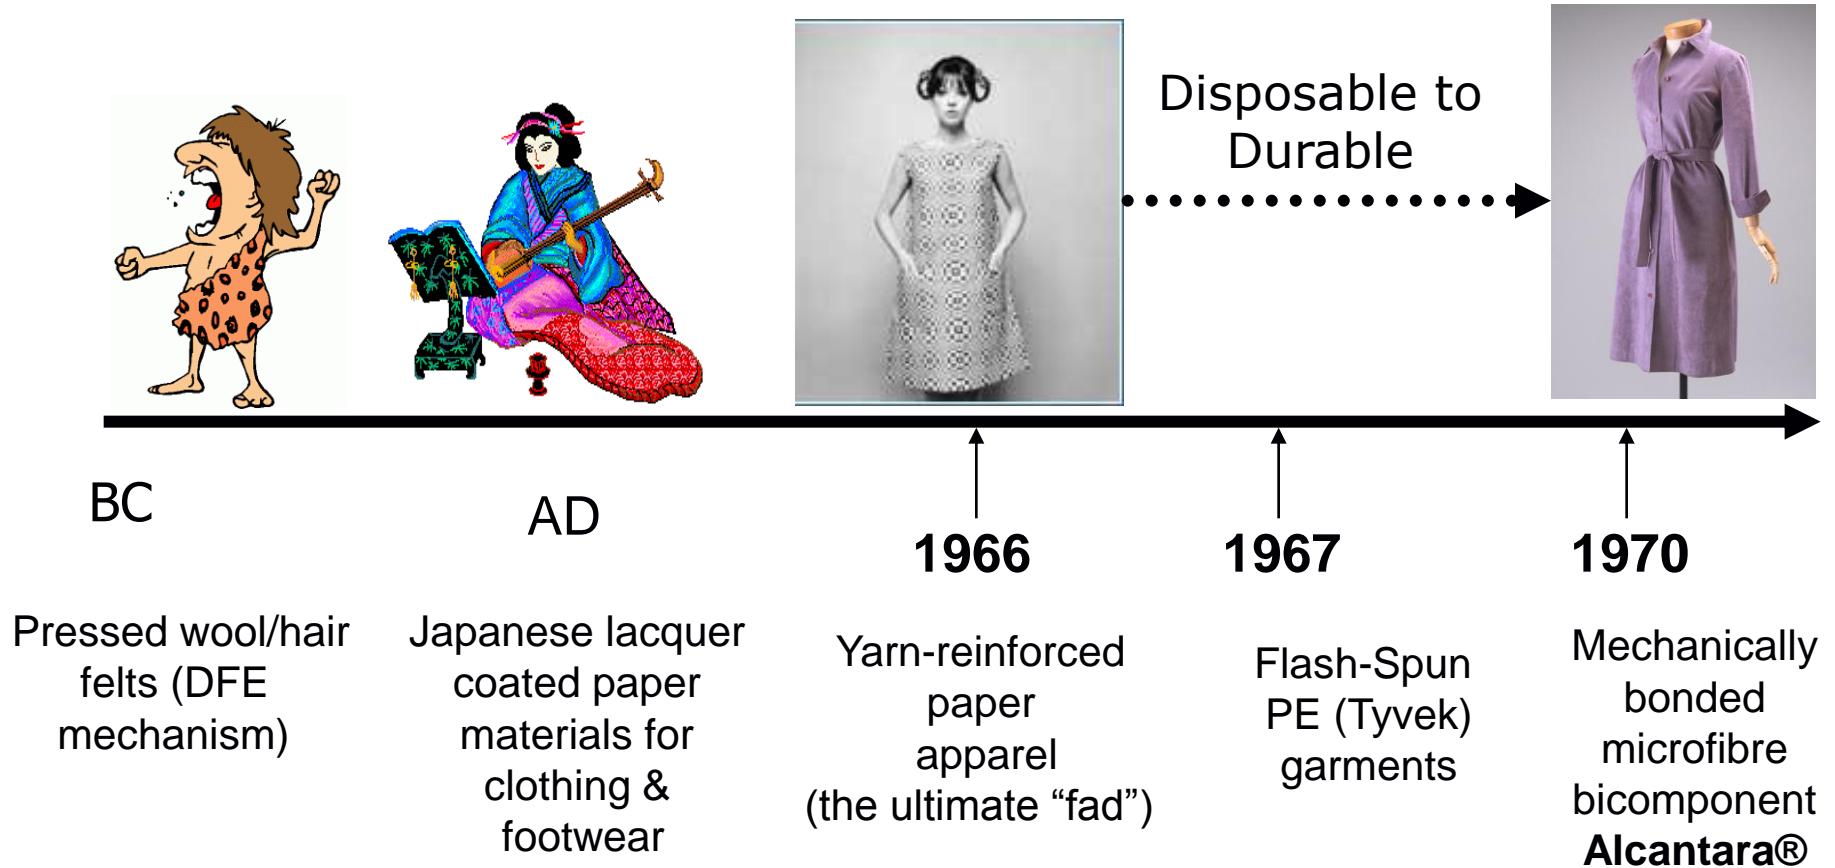 Disposable to
Durable
BC
Pressed wool/hair
felts (DFE
mechanism)
AD
Japanese lacquer
coated paper
materials for
clothing &
footwear
1966
Yarn-reinforced
paper
apparel
(the ultimate “fad”)
1967
Flash-Spun
PE (Tyvek)
garments
1970
Mechanically
bonded
microfibre
bicomponent
Alcantara®